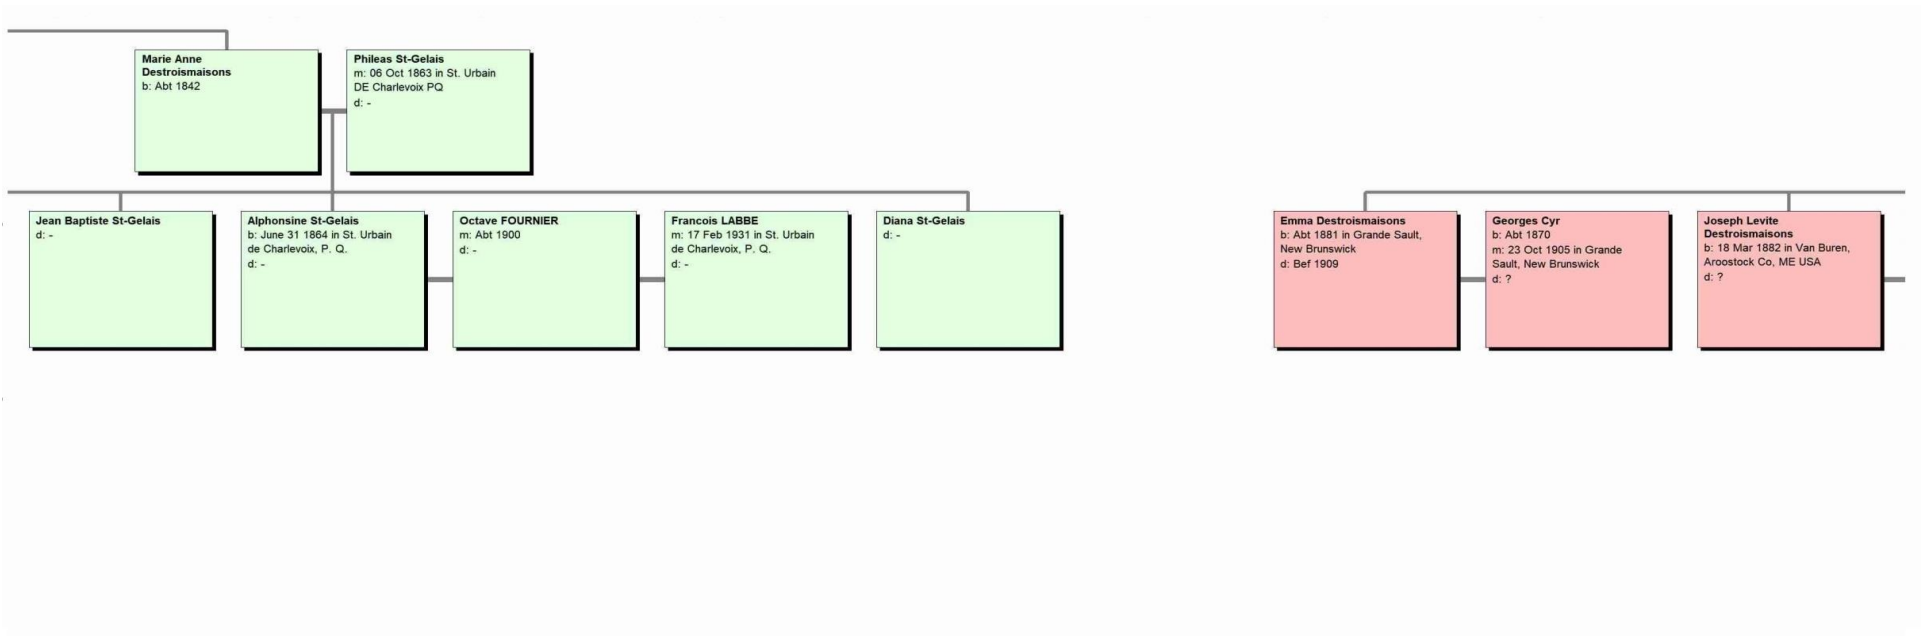 Marie Anne
Destroismaisons
b: Abt 1842
Phileas St-Gelais
m: 06 Oct 1863 in St. Urbain
DE Charlevoix PQ
d: -
Jean Baptiste St-Gelais
d: -
Alphonsine St-Gelais
b: June 31 1864 in St. Urbain
de Charlevoix, P. Q.
d: -
Octave FOURNIER
m: Abt 1900
d: -
Francois LABBE
m: 17 Feb 1931 in St. Urbain
de Charlevoix, P. Q.
d: -
Diana St-Gelais
d: -
Emma Destroismaisons
b: Abt 1881 in Grande Sault,
New Brunswick
d: Bef 1909
Georges Cyr
b: Abt 1870
m: 23 Oct 1905 in Grande
Sault, New Brunswick
d: ?
Joseph Levite
Destroismaisons
b: 18 Mar 1882 in Van Buren,
Aroostock Co, ME USA
d: ?